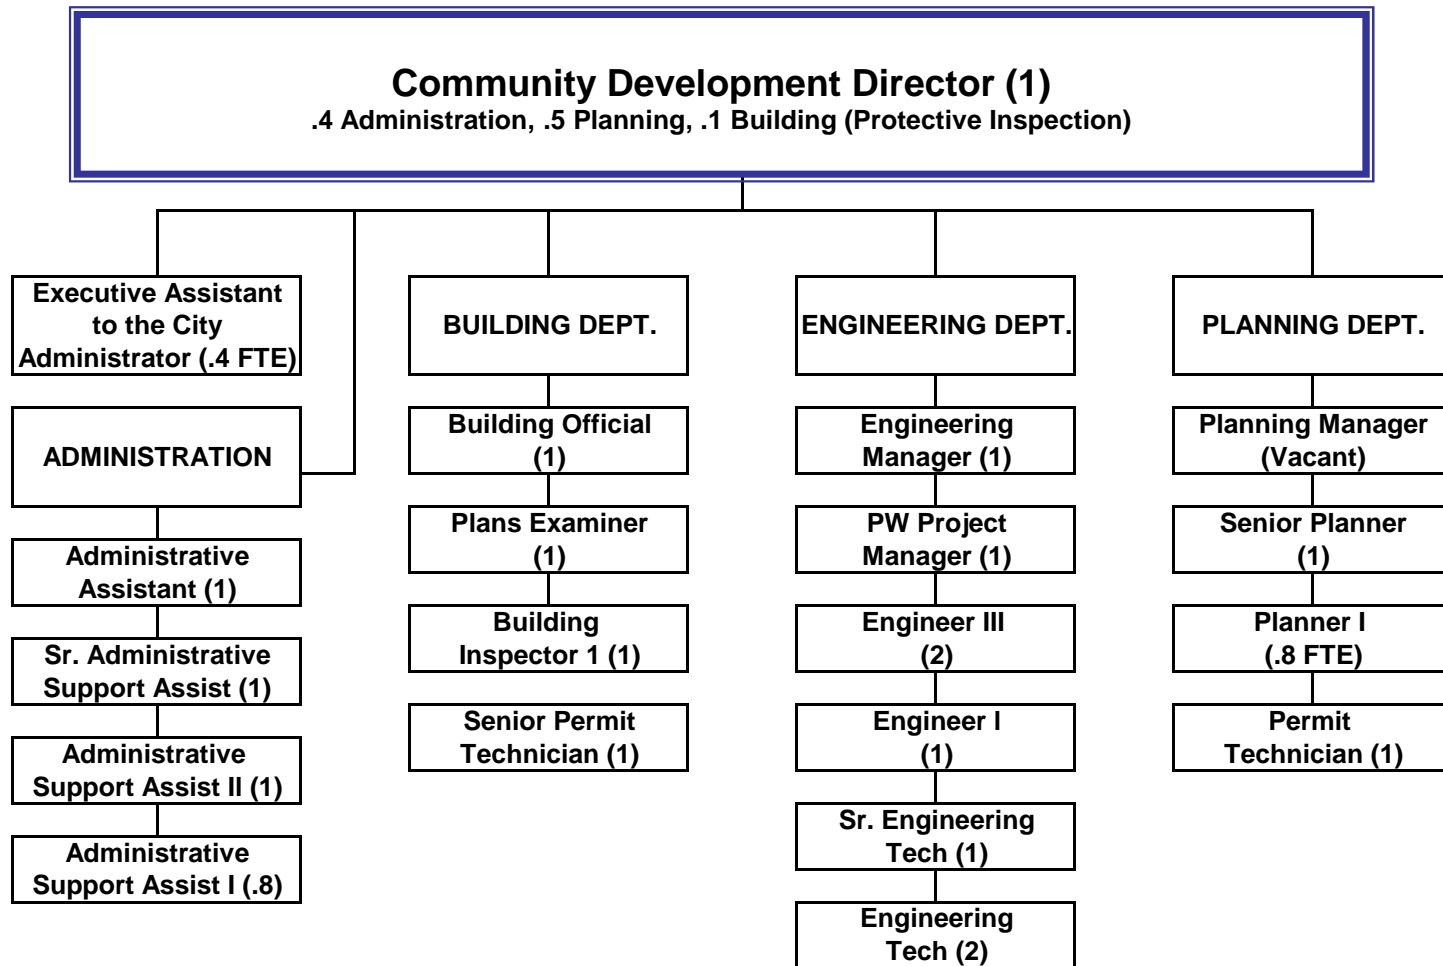 Community Development Director (1)
.4 Administration, .5 Planning, .1 Building (Protective Inspection)
Executive Assistant
to the City
Administrator (.4 FTE)
ADMINISTRATION
Administrative
Assistant (1)
Sr. Administrative
Support Assist (1)
Administrative
Support Assist II (1)
Administrative
Support Assist I (.8)
BUILDING DEPT.
Building Official
(1)
Plans Examiner
(1)
Building
Inspector 1 (1)
Senior Permit
Technician (1)
ENGINEERING DEPT.
Engineering
Manager (1)
PW Project
Manager (1)
Engineer III
(2)
Engineer I
(1)
Sr. Engineering
Tech (1)
Engineering
Tech (2)
PLANNING DEPT.
Planning Manager
(Vacant)
Senior Planner
(1)
Planner I
(.8 FTE)
Permit
Technician (1)